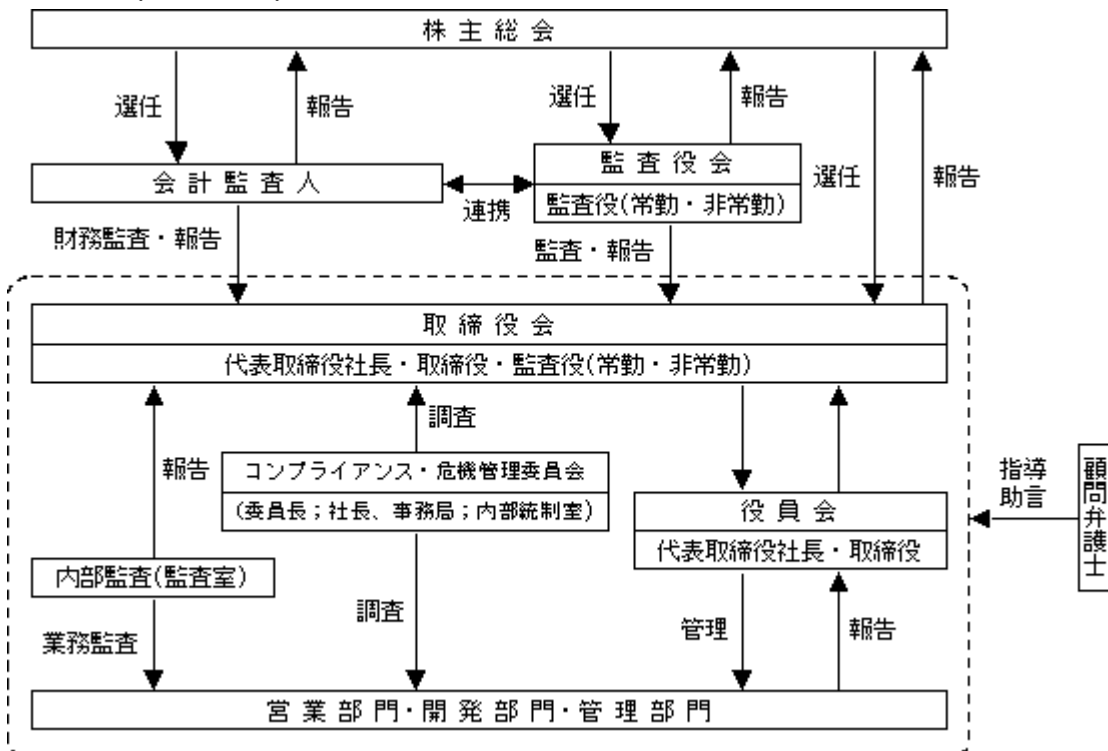 株主総会
選任
報告
選任
報告
選任
報告
会計監査人
連携
監査役会
監査役(常勤・非常勤)
財務監査・報告
監査・報告
取締役会
代表取締役社長・取締役・監査役(常勤・非常勤)
報告
調査
コンプライアンス・危機管理委員会
(委員長;社長、事務局;内部統制室)
役員会
代表取締役社長・取締役
指導
助言
顧問弁護士
内部監査(監査室)
業務監査
調査
管理
報告
営業部門・開発部門・管理部門